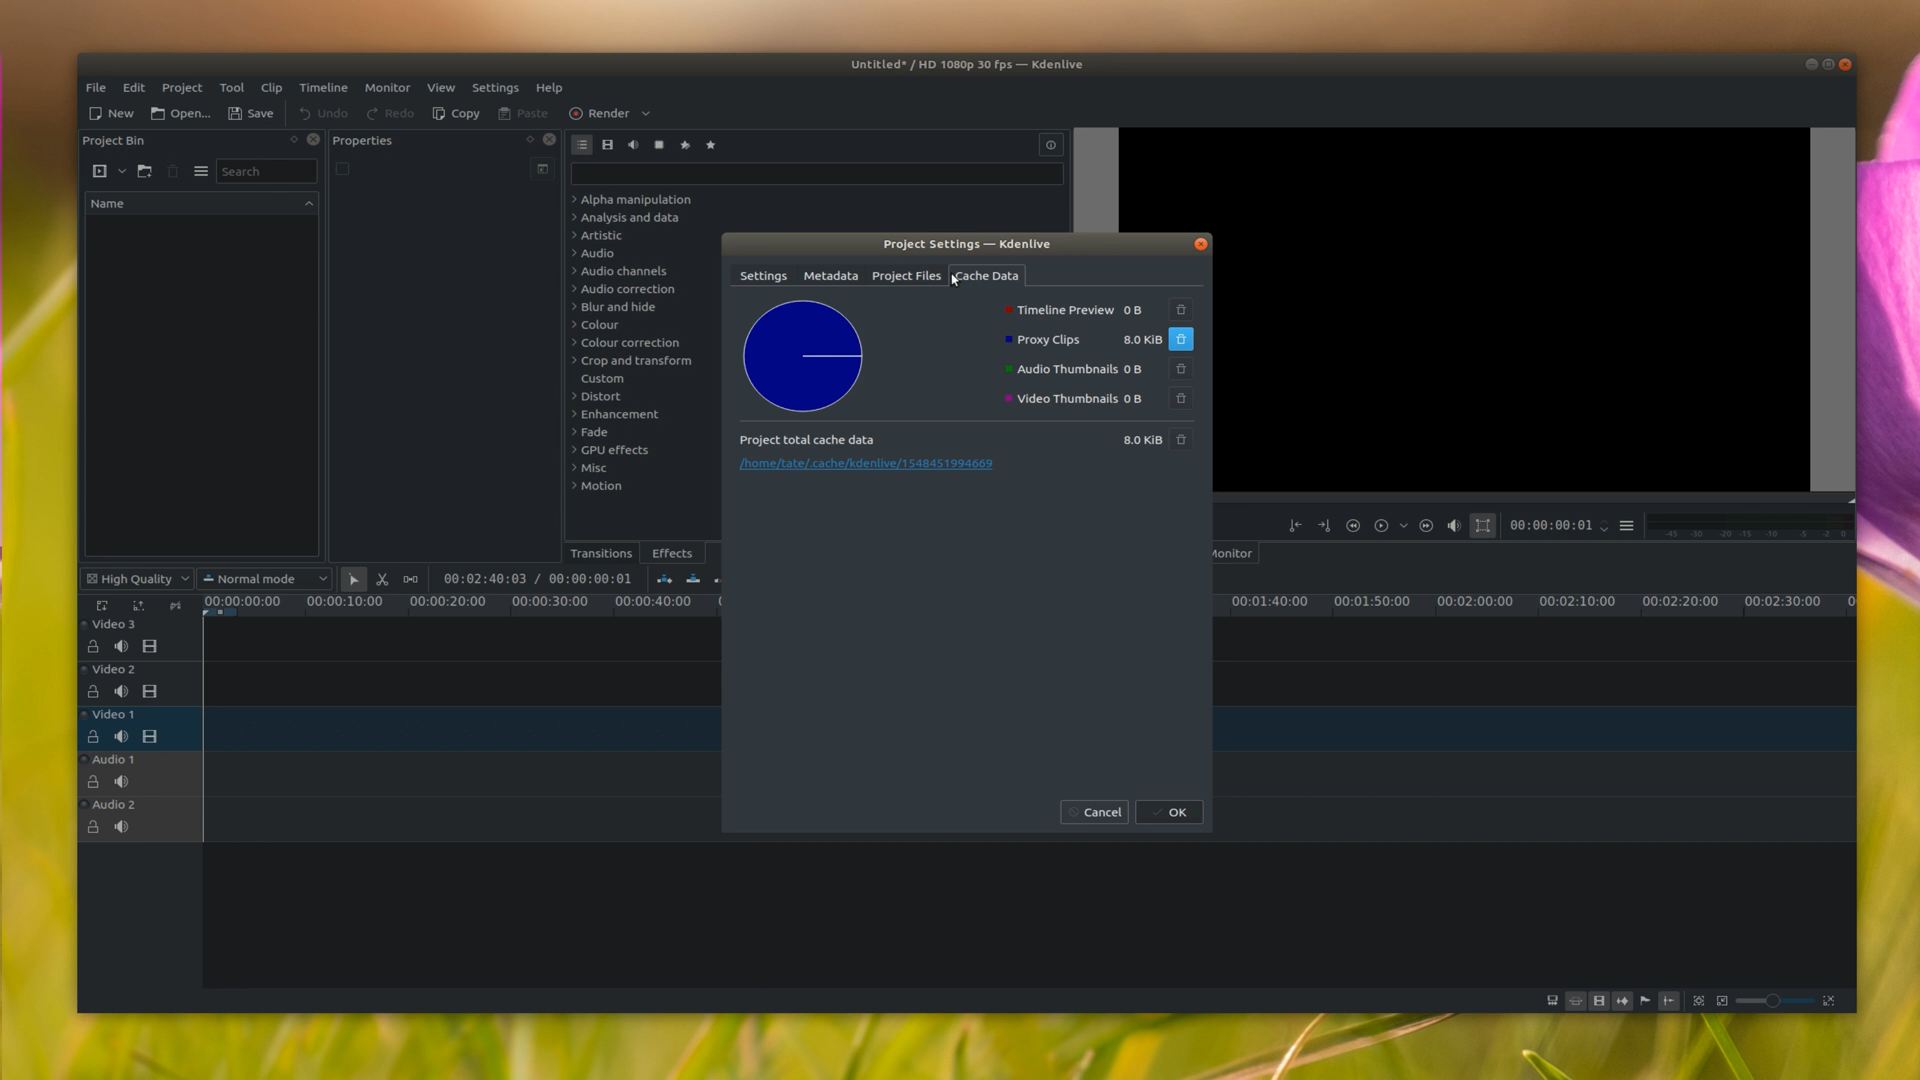 Untitled* / HD 1080p 30 fps — Kdenlive
File Edit Project Tool Clip Timeline Monitor View Settings Help
New Open... Save Undo Redo Copy Paste Render
Project Bin
Search
Name
Properties
Alpha manipulation
Analysis and data
Artistic
Audio
Audio channels
Audio correction
Blur and hide
Colour
Colour correction
Crop and transform
Custom
Distort
Enhancement
Fade
GPU effects
Misc
Motion
Transitions Effects
Project Settings — Kdenlive
Settings Metadata Project Files Cache Data
Timeline Preview 0 B
Proxy Clips 8.0 KiB
Audio Thumbnails 0 B
Video Thumbnails 0 B
Project total cache data 8.0 KiB
/home/tate/.cache/kdenlive/1548451994669
Cancel OK
00:00:00:01
-45 -30 -20 -15 -10 -5 -2 0
Monitor
High Quality Normal mode 00:02:40:03 / 00:00:00:01
00:00:00:00 00:00:10:00 00:00:20:00 00:00:30:00 00:00:40:00 00:01:40:00 00:01:50:00 00:02:00:00 00:02:10:00 00:02:20:00 00:02:30:00
Video 3
Video 2
Video 1
Audio 1
Audio 2